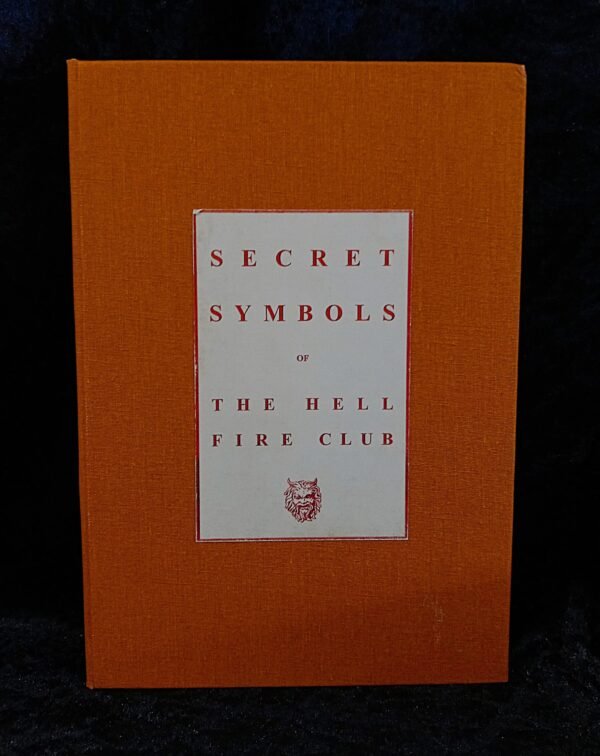 SECRET
SYMBOLS
OF
THE HELL
FIRE CLUB